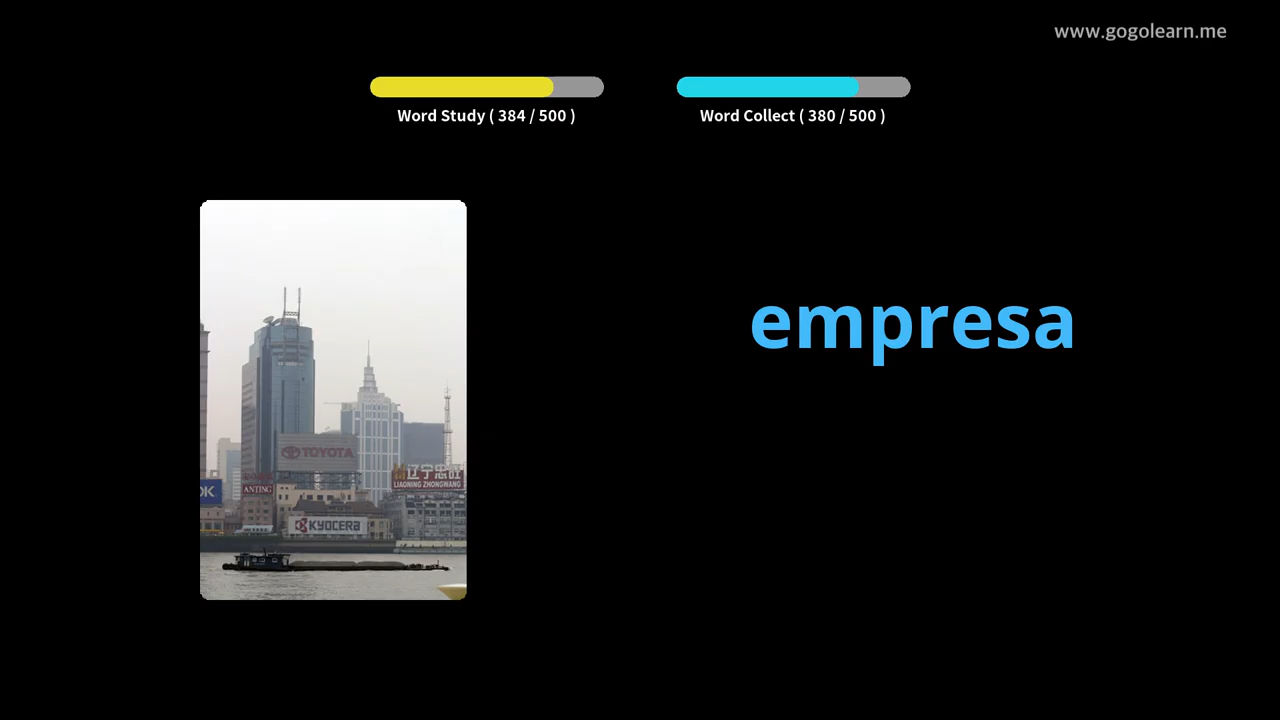 www.gogolearn.me
Word Study ( 384 / 500 )
Word Collect ( 380 / 500 )
empresa
TOYOTA
辽宁忠旺
LIAONING ZHONGWANG
OK
ANTING
KYOCERA